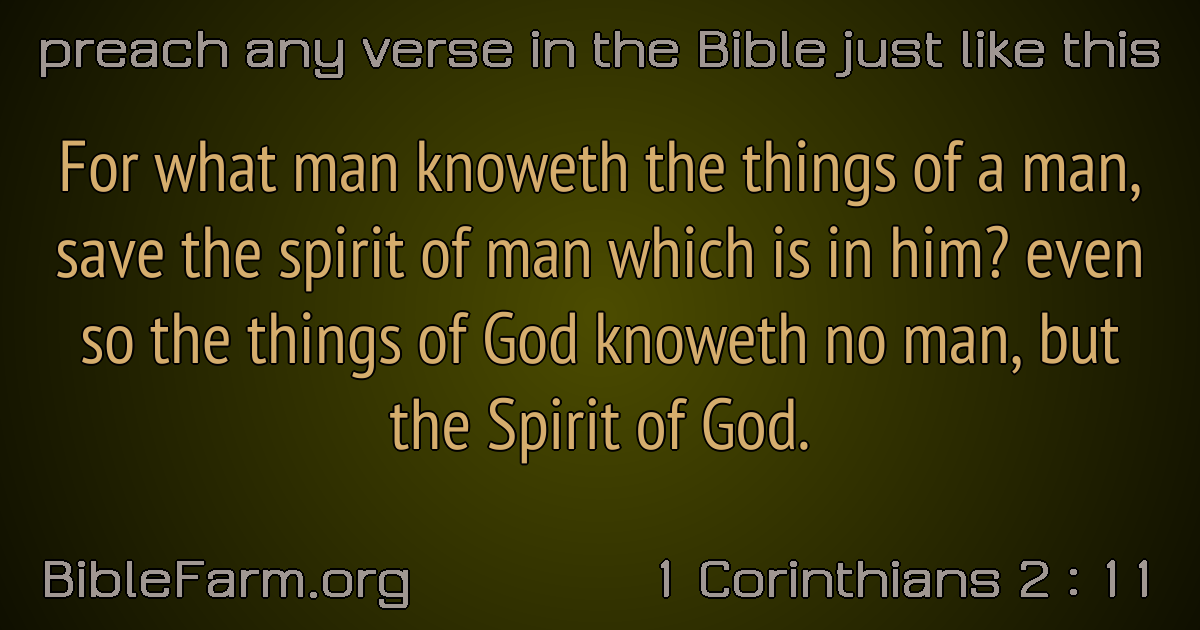 preach any verse in the Bible just like this
For what man knoweth the things of a man,
save the spirit of man which is in him? even
so the things of God knoweth no man, but
the Spirit of God.
BibleFarm.org
1 Corinthians 2 : 11